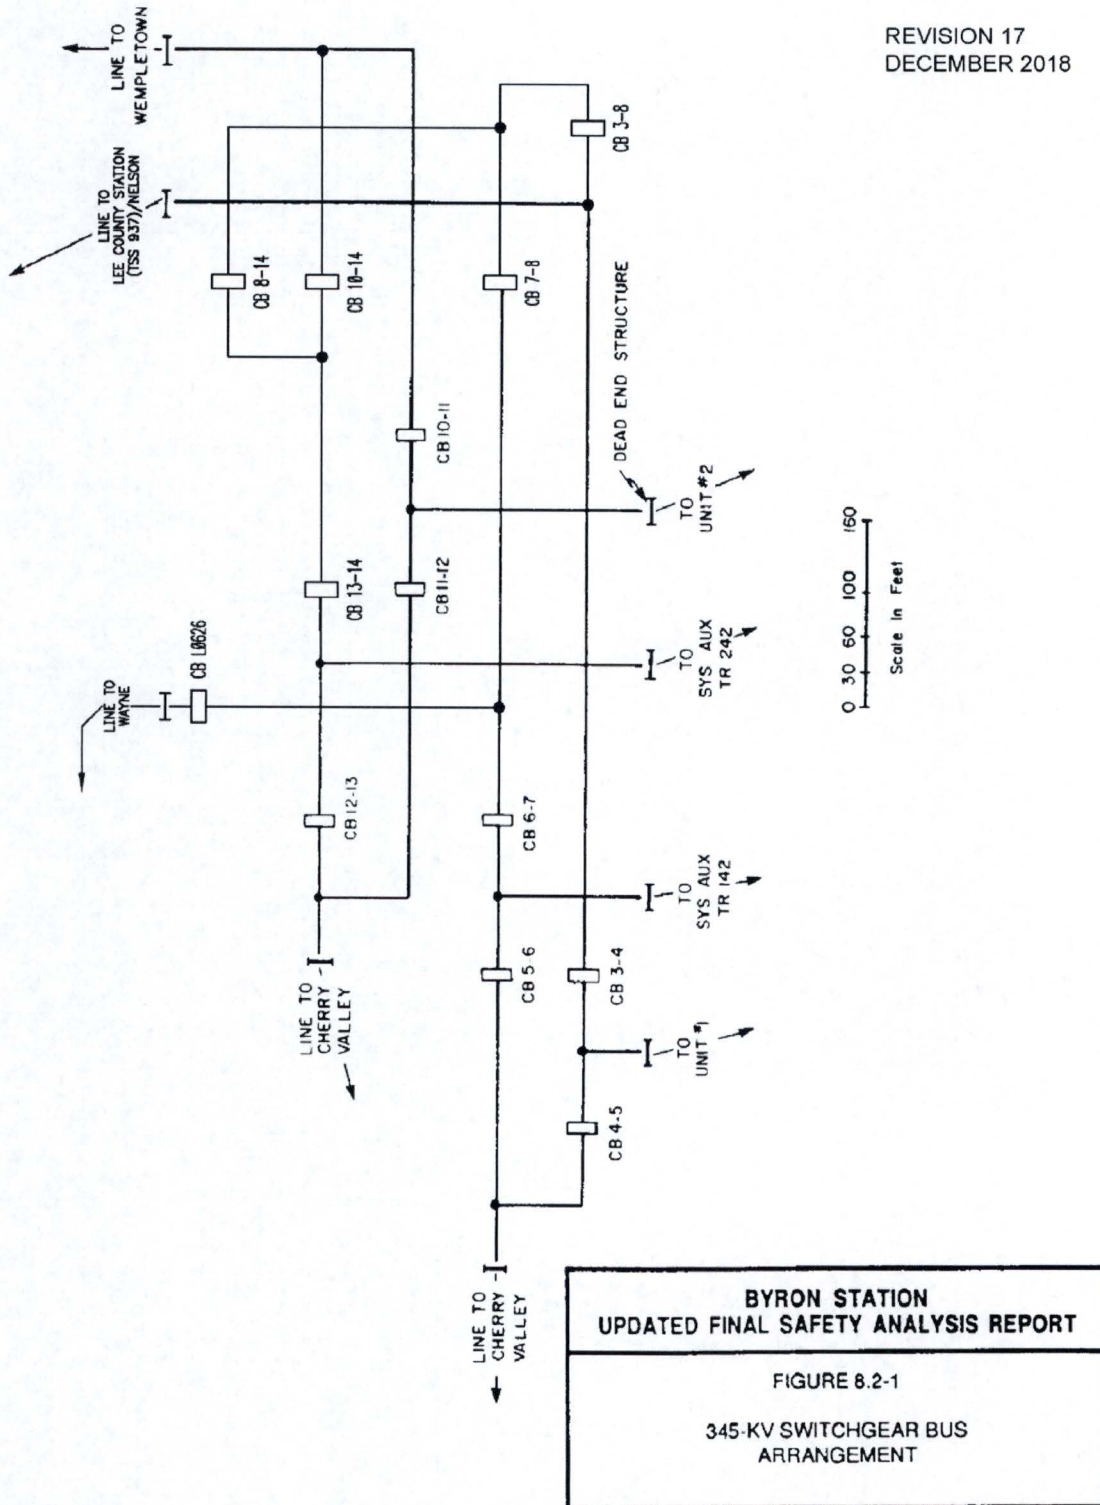 REVISION 17
DECEMBER 2018
LINE TO
WEMPLETOWN
LINE TO
LEE COUNTY STATION
(TSS 937)/NELSON
CB 3-8
CB 8-14
CB 10-14
CB 7-8
DEAD END STRUCTURE
CB 10-11
TO
UNIT #2
CB 13-14
CB 11-12
CB L0626
LINE TO
WAYNE
TO
SYS AUX
TR 242
0 30 60 100 160
Scale In Feet
CB 12-13
CB 6-7
TO
SYS AUX
TR 142
LINE TO
CHERRY
VALLEY
CB 5-6
CB 3-4
TO
UNIT #1
CB 4-5
LINE TO
CHERRY
VALLEY
BYRON STATION
UPDATED FINAL SAFETY ANALYSIS REPORT
FIGURE 8.2-1
345-KV SWITCHGEAR BUS
ARRANGEMENT